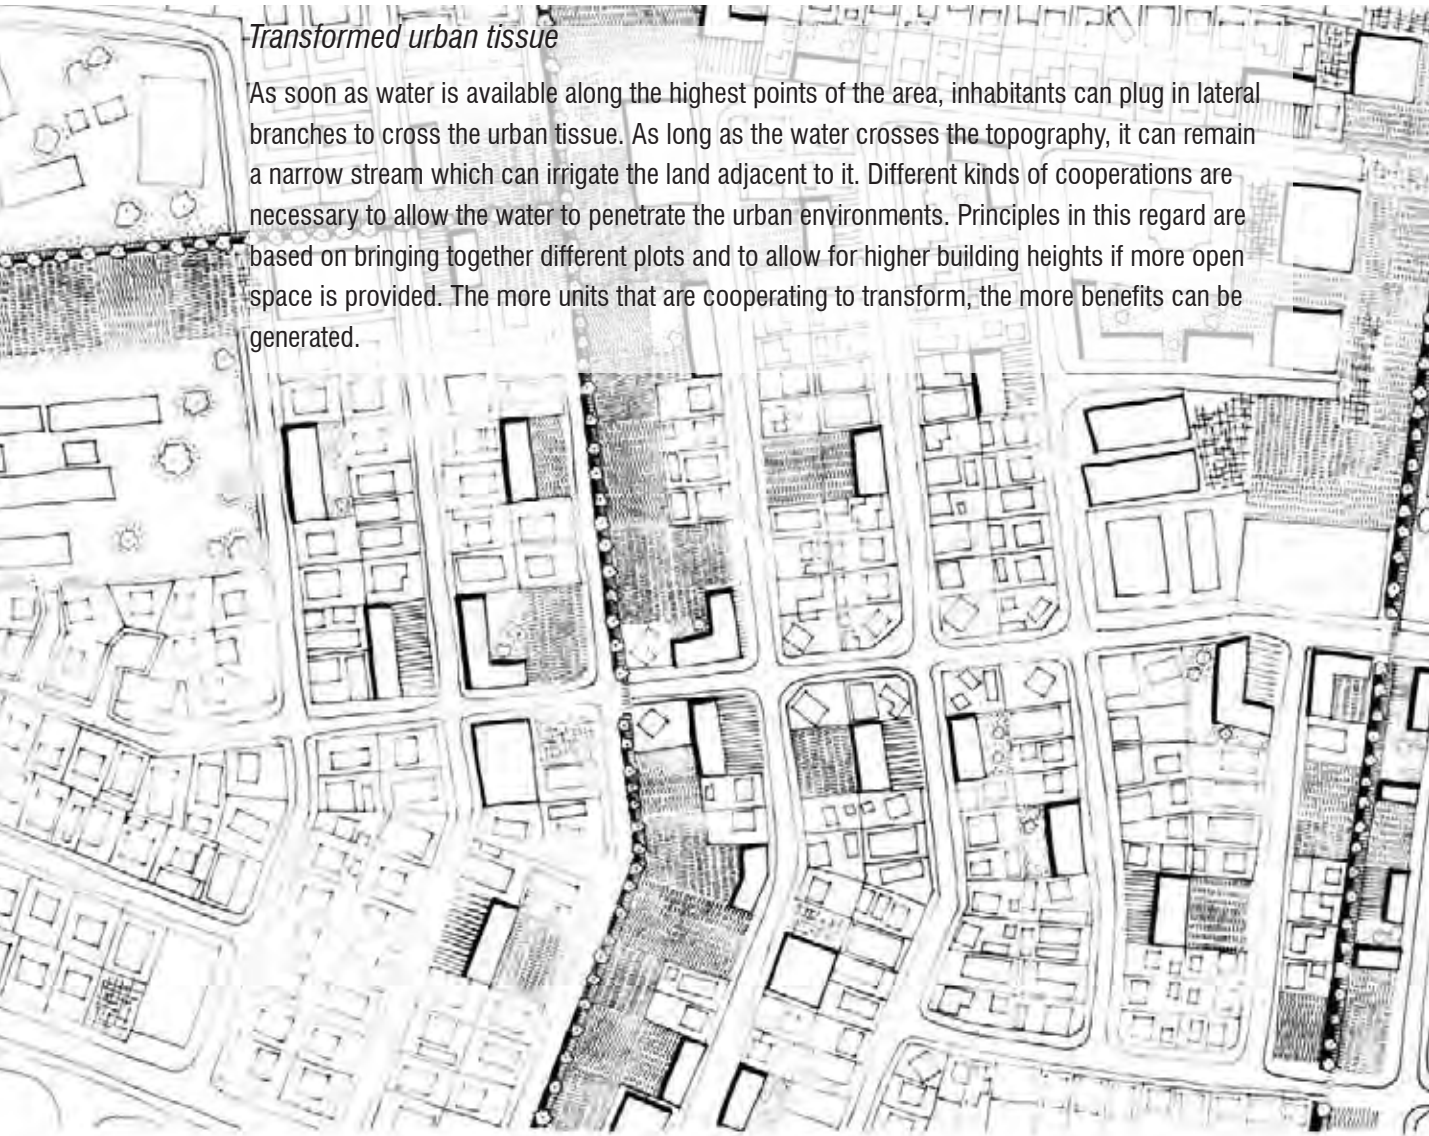 Transformed urban tissue
As soon as water is available along the highest points of the area, inhabitants can plug in lateral
branches to cross the urban tissue. As long as the water crosses the topography, it can remain
a narrow stream which can irrigate the land adjacent to it. Different kinds of cooperations are
necessary to allow the water to penetrate the urban environments. Principles in this regard are
based on bringing together different plots and to allow for higher building heights if more open
space is provided. The more units that are cooperating to transform, the more benefits can be
generated.